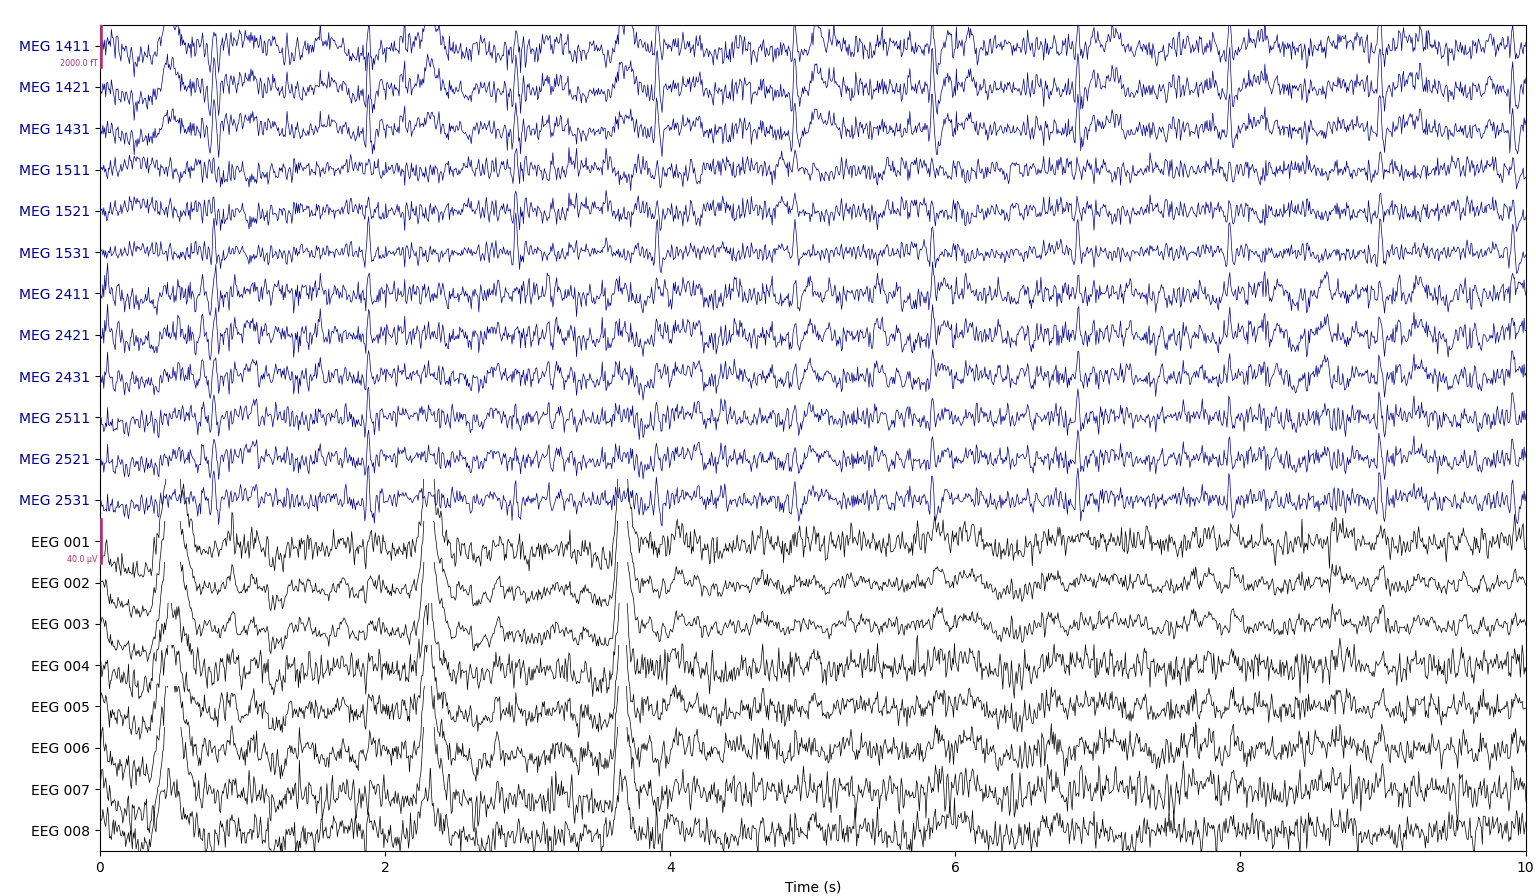 MEG 1411
2000.0 fT
MEG 1421
MEG 1431
MEG 1511
MEG 1521
MEG 1531
MEG 2411
MEG 2421
MEG 2431
MEG 2511
MEG 2521
MEG 2531
EEG 001
40.0 µV
EEG 002
EEG 003
EEG 004
EEG 005
EEG 006
EEG 007
EEG 008
0 2 4 6 8 10
Time (s)